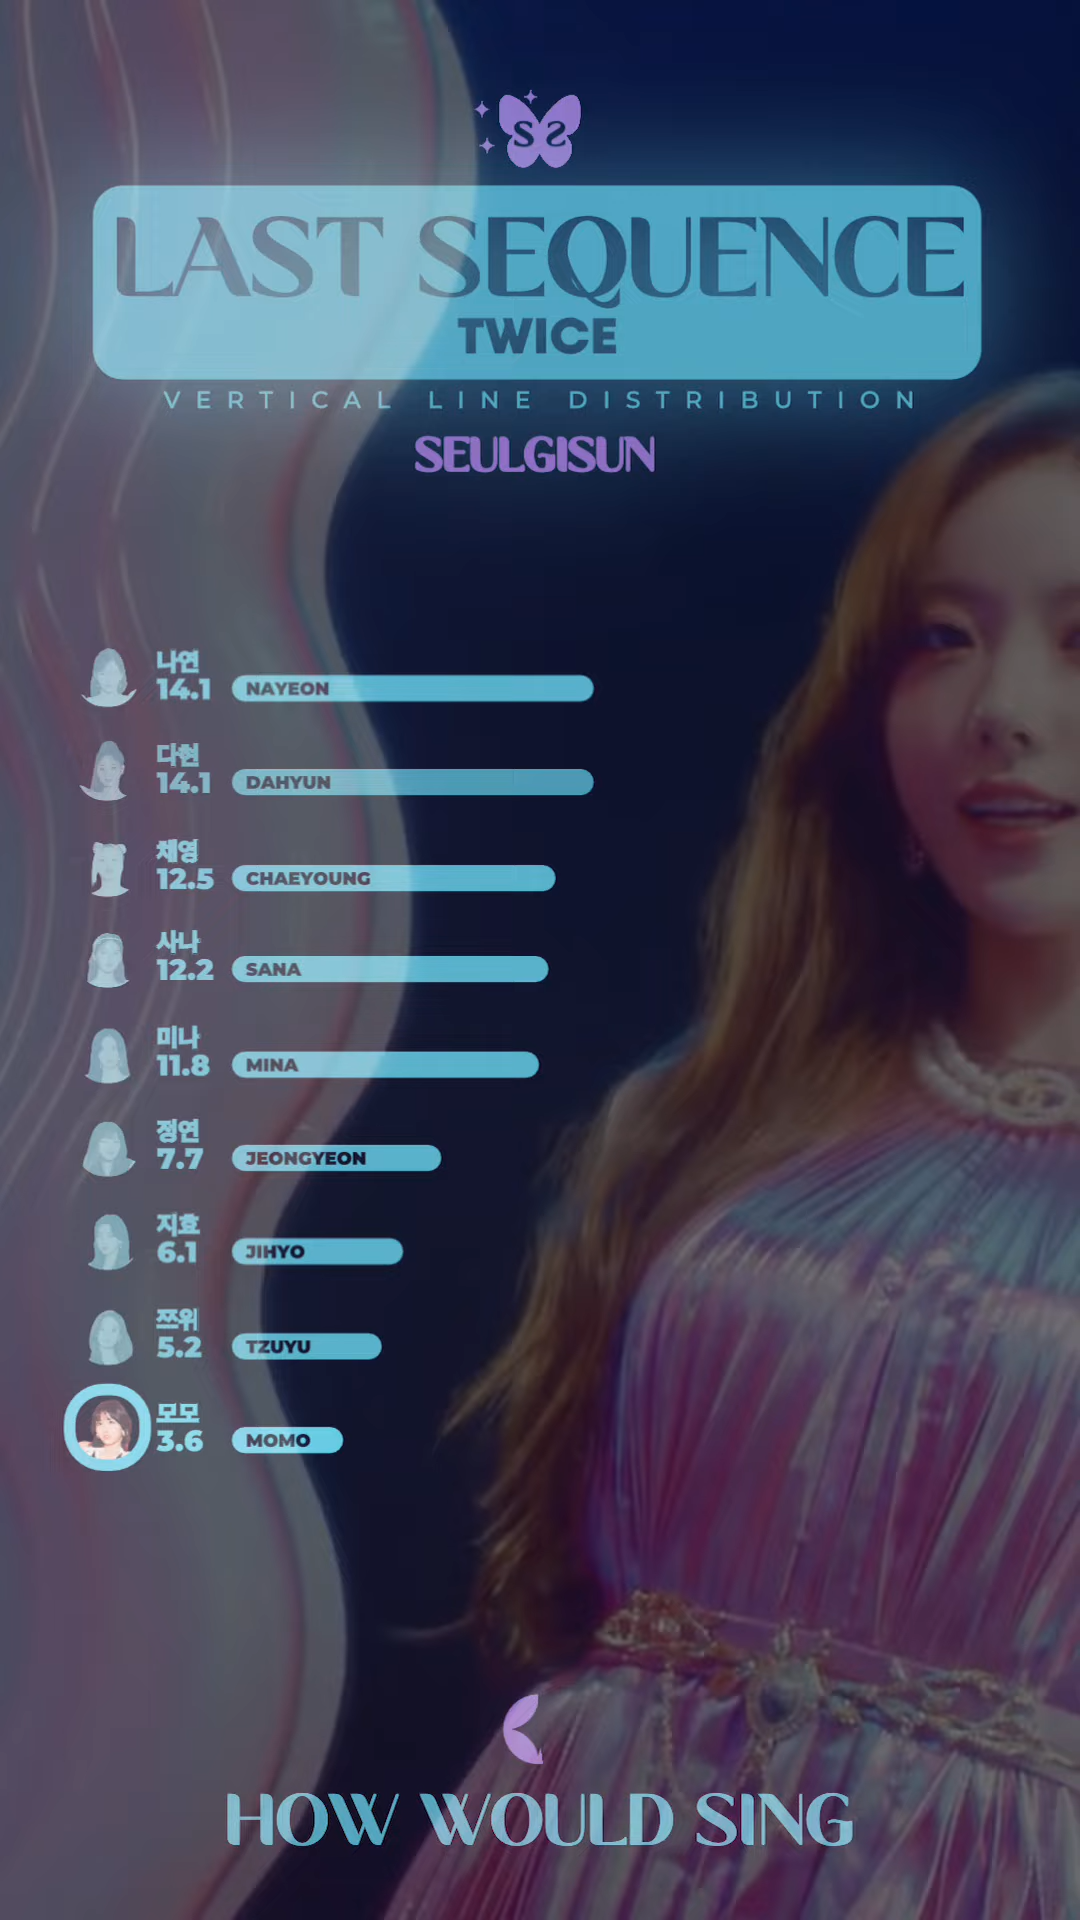 S S
LAST SEQUENCE
TWICE
VERTICAL LINE DISTRIBUTION
SEULGISUN
나연
14.1 NAYEON
다현
14.1 DAHYUN
채영
12.5 CHAEYOUNG
사나
12.2 SANA
미나
11.8 MINA
정연
7.7 JEONGYEON
지효
6.1 JIHYO
쯔위
5.2 TZUYU
모모
3.6 MOMO
HOW WOULD SING